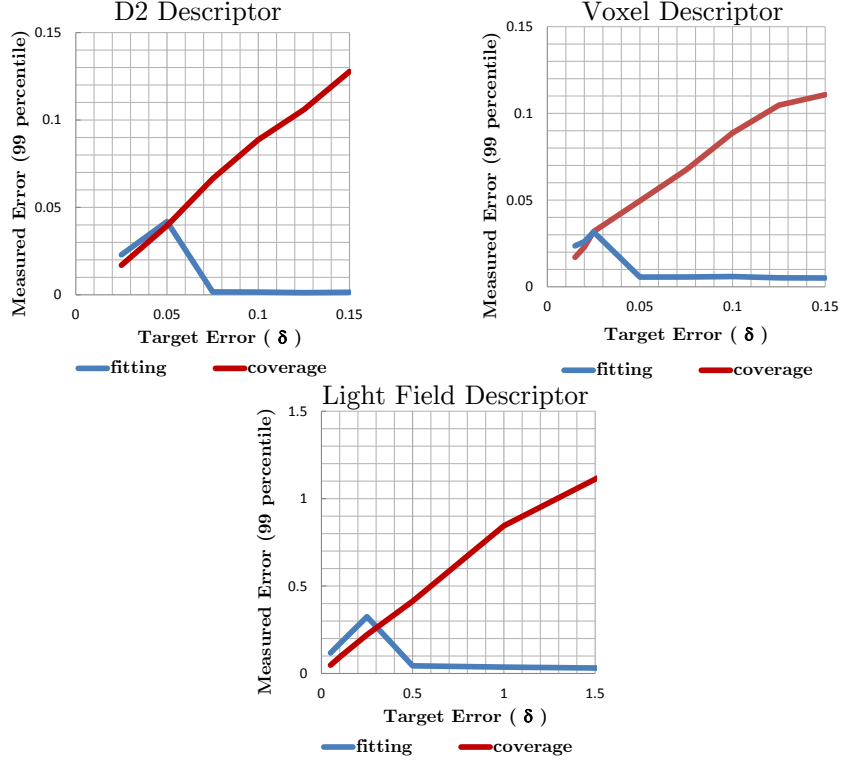 D2 Descriptor
Measured Error (99 percentile)
0.15
0.1
0.05
0
0
0.05
0.1
0.15
Target Error ( δ )
fitting
coverage
Voxel Descriptor
Measured Error (99 percentile)
0.15
0.1
0.05
0
0
0.05
0.1
0.15
Target Error ( δ )
fitting
coverage
Light Field Descriptor
Measured Error (99 percentile)
1.5
1
0.5
0
0
0.5
1
1.5
Target Error ( δ )
fitting
coverage